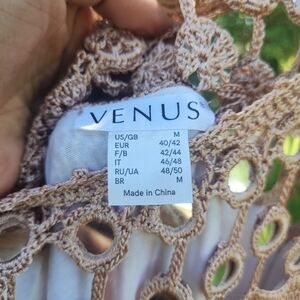 VENUS
US/GB M
EUR 40/42
F/B 42/44
IT 46/48
RU/UA 48/50
BR M
Made in China